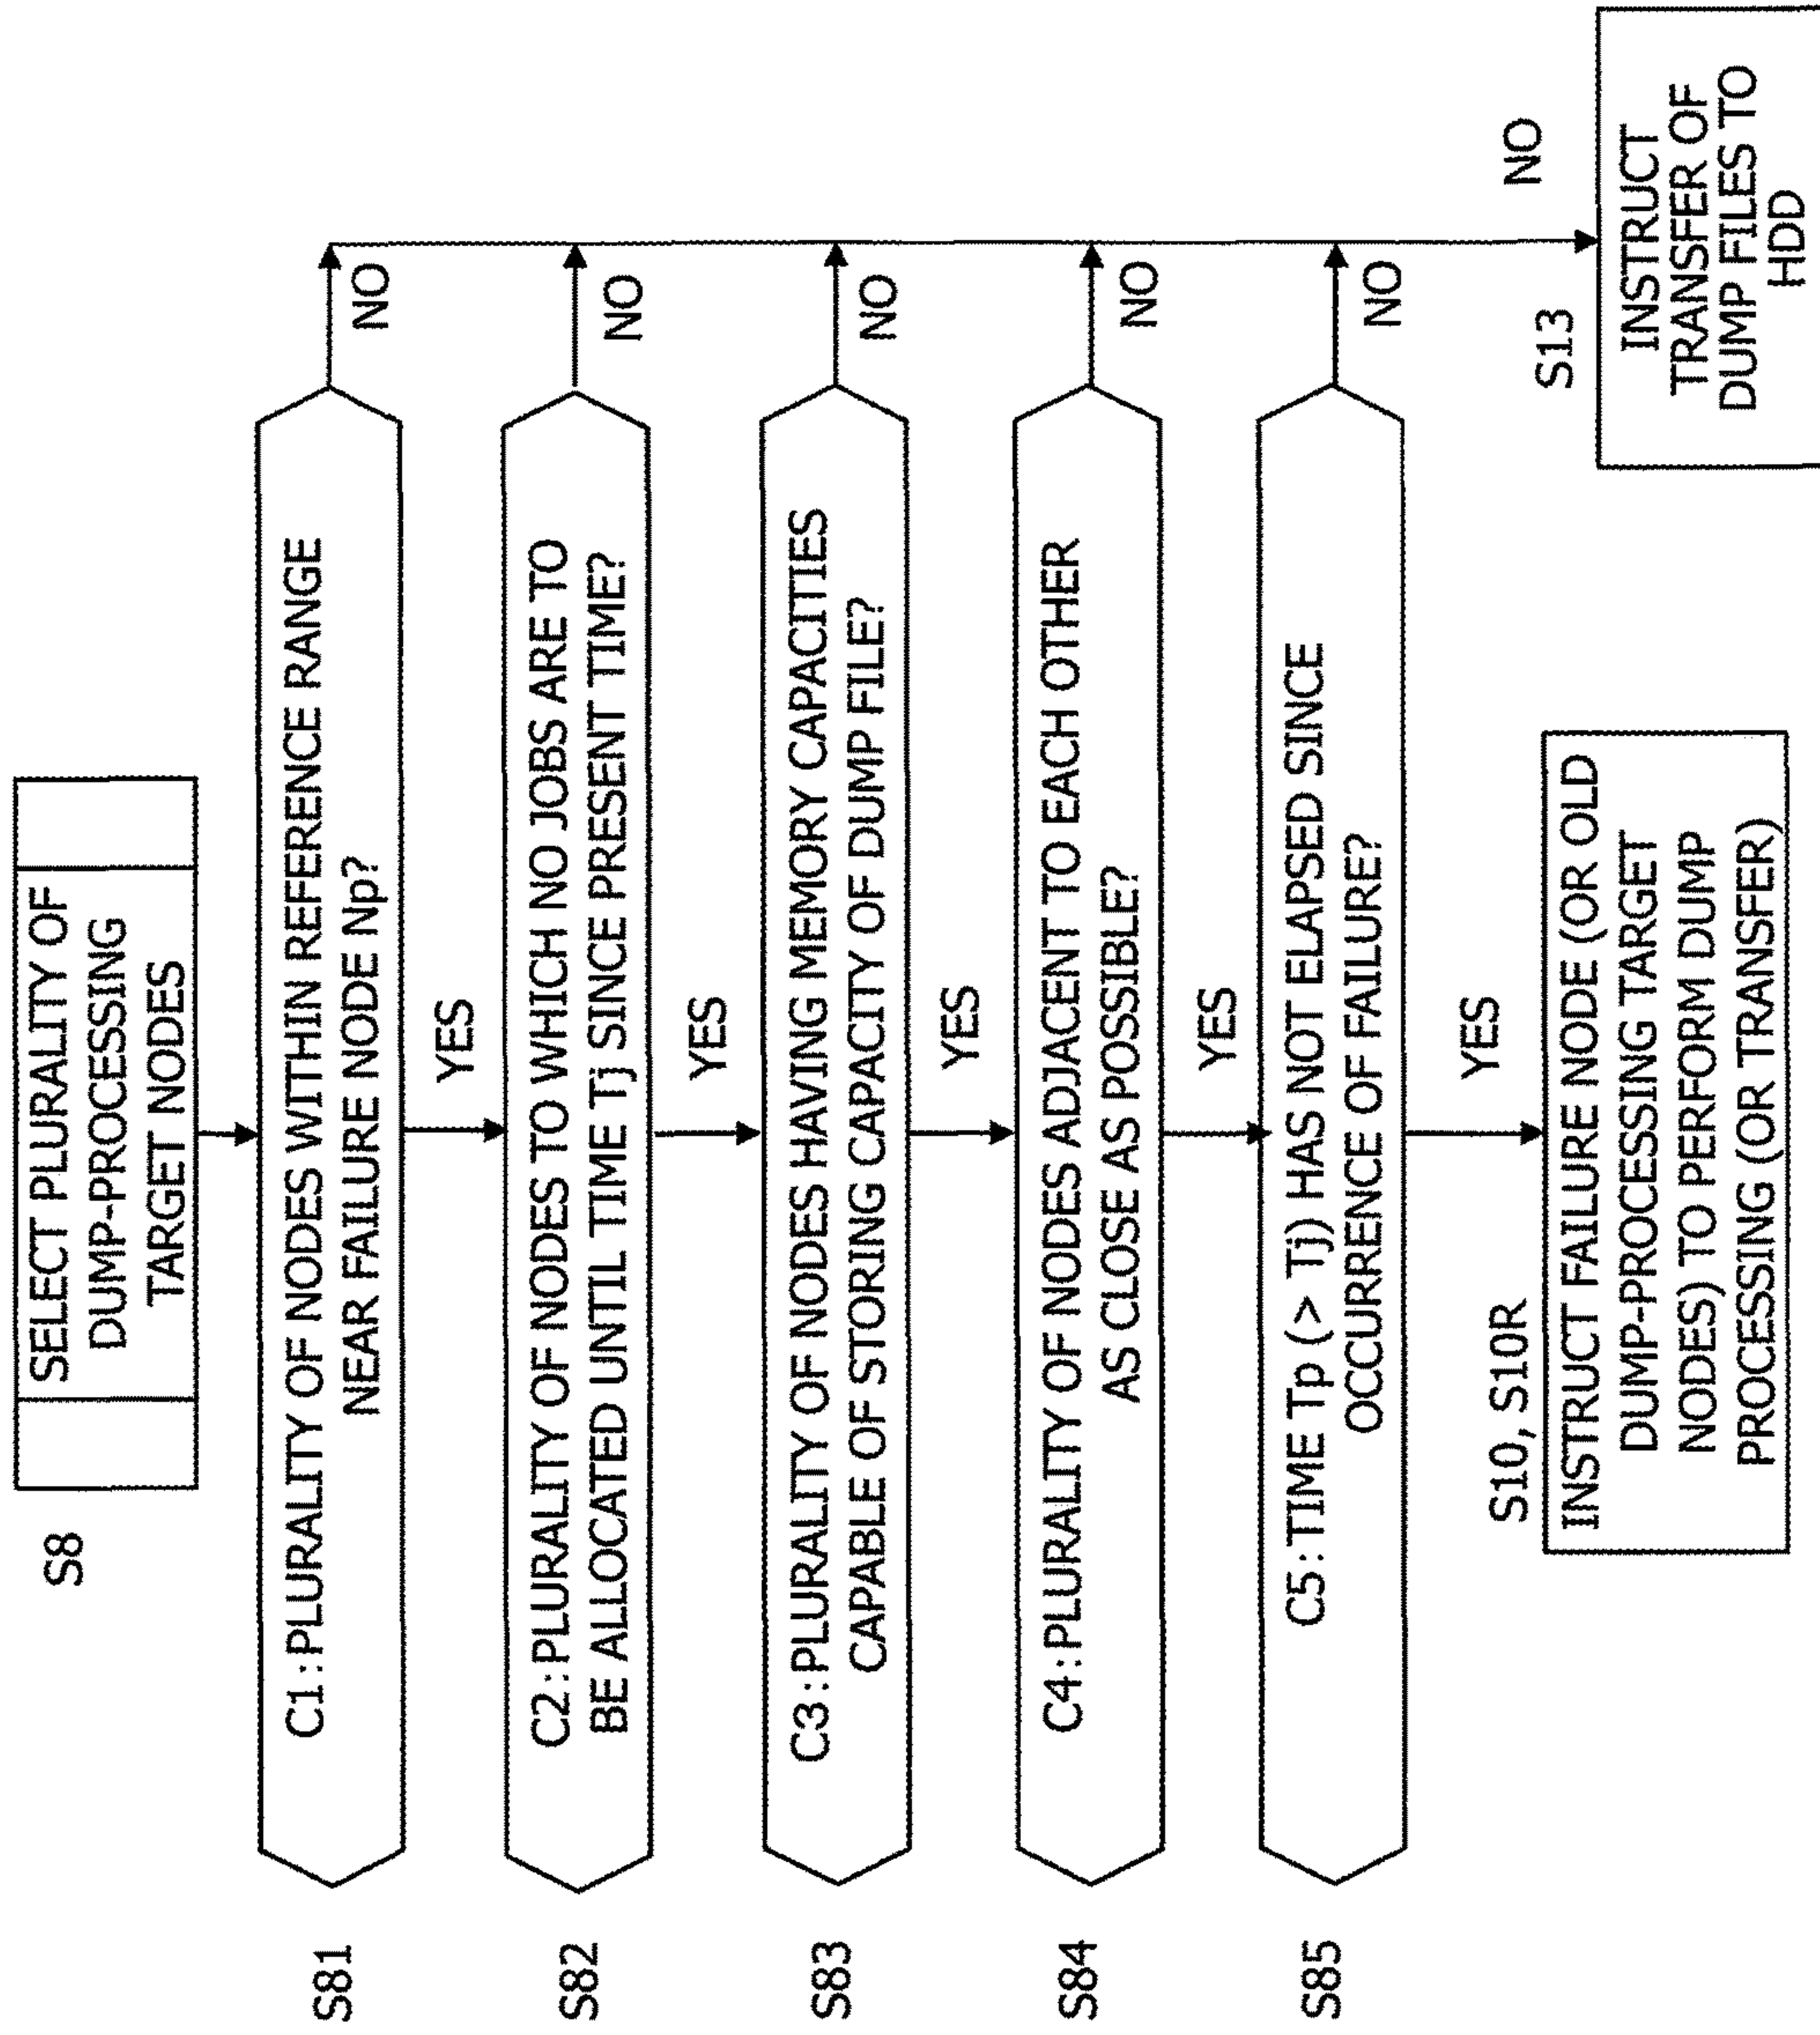 S8
SELECT PLURALITY OF
DUMP-PROCESSING
TARGET NODES
S81
C1:PLURALITY OF NODES WITHIN REFERENCE RANGE
NEAR FAILURE NODE Np?
NO
YES
S82
C2:PLURALITY OF NODES TO WHICH NO JOBS ARE TO
BE ALLOCATED UNTIL TIME Tj SINCE PRESENT TIME?
NO
YES
S83
C3:PLURALITY OF NODES HAVING MEMORY CAPACITIES
CAPABLE OF STORING CAPACITY OF DUMP FILE?
NO
YES
S84
C4:PLURALITY OF NODES ADJACENT TO EACH OTHER
AS CLOSE AS POSSIBLE?
NO
YES
S85
C5:TIME Tp (> Tj) HAS NOT ELAPSED SINCE
OCCURRENCE OF FAILURE?
NO
YES
NO
S10, S10R
INSTRUCT FAILURE NODE (OR OLD
DUMP-PROCESSING TARGET
NODES) TO PERFORM DUMP
PROCESSING (OR TRANSFER)
S13
INSTRUCT
TRANSFER OF
DUMP FILES TO
HDD